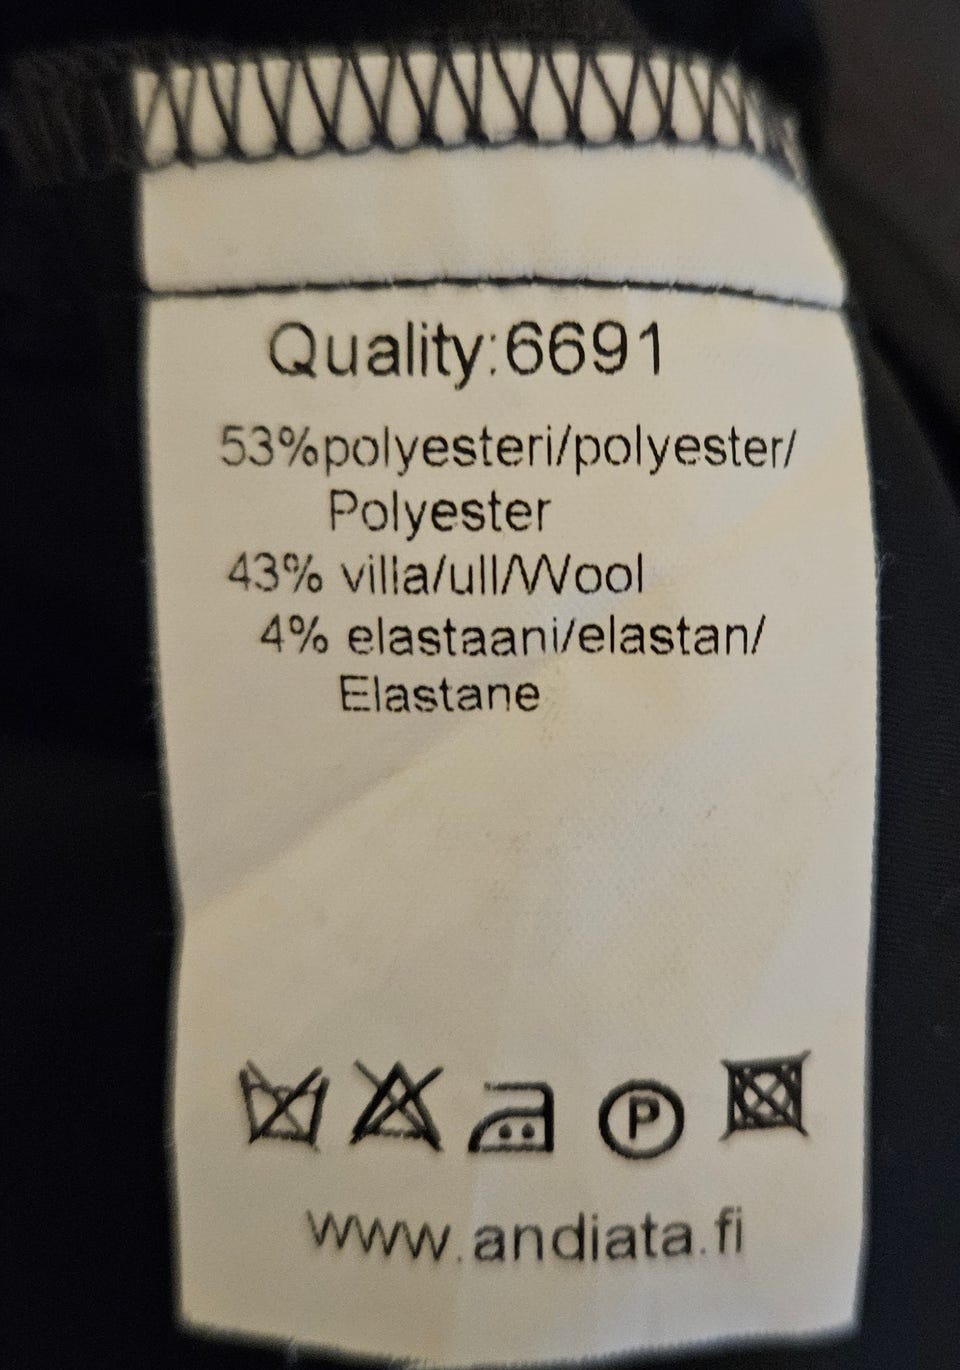 Quality:6691
53%polyesteri/polyester/
Polyester
43% villa/ull/Wool
4% elastaani/elastan/
Elastane
P
www.andiata.fi